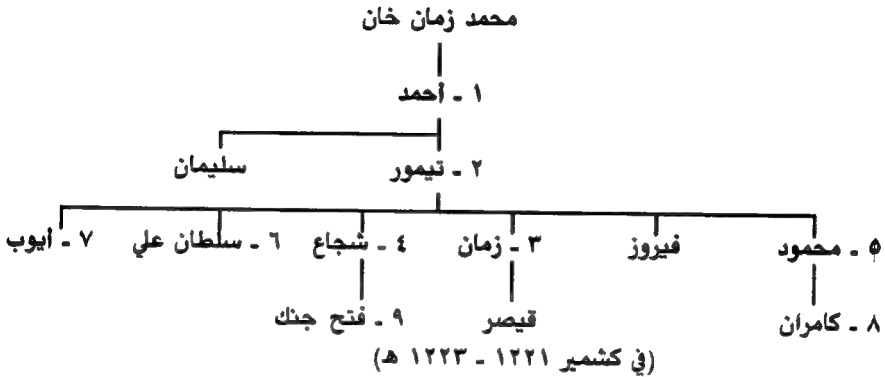 محمد زمان خان
١ ـ أحمد
٢ ـ تيمور سليمان
٥ ـ محمود فيروز ٣ ـ زمان ٤ ـ شجاع ٦ ـ سلطان علي ٧ ـ أيوب
٨ ـ كامران قيصر ٩ ـ فتح جنك
(في كشمير ١٢٢١ ـ ١٢٢٣ هـ)